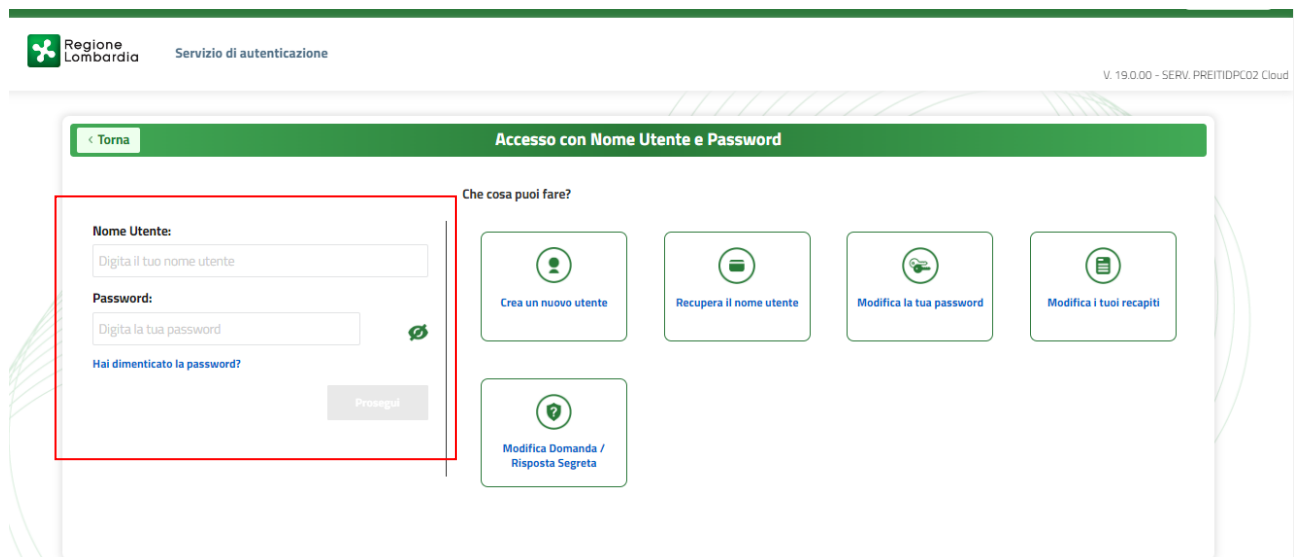 Regione
Lombardia
Servizio di autenticazione
V. 19.0.00 - SERV. PREITIDPC02 Cloud
< Torna
Accesso con Nome Utente e Password
Che cosa puoi fare?
Nome Utente:
Digita il tuo nome utente
Password:
Digita la tua password
Hai dimenticato la password?
Prosegui
Crea un nuovo utente
Recupera il nome utente
Modifica la tua password
Modifica i tuoi recapiti
Modifica Domanda /
Risposta Segreta